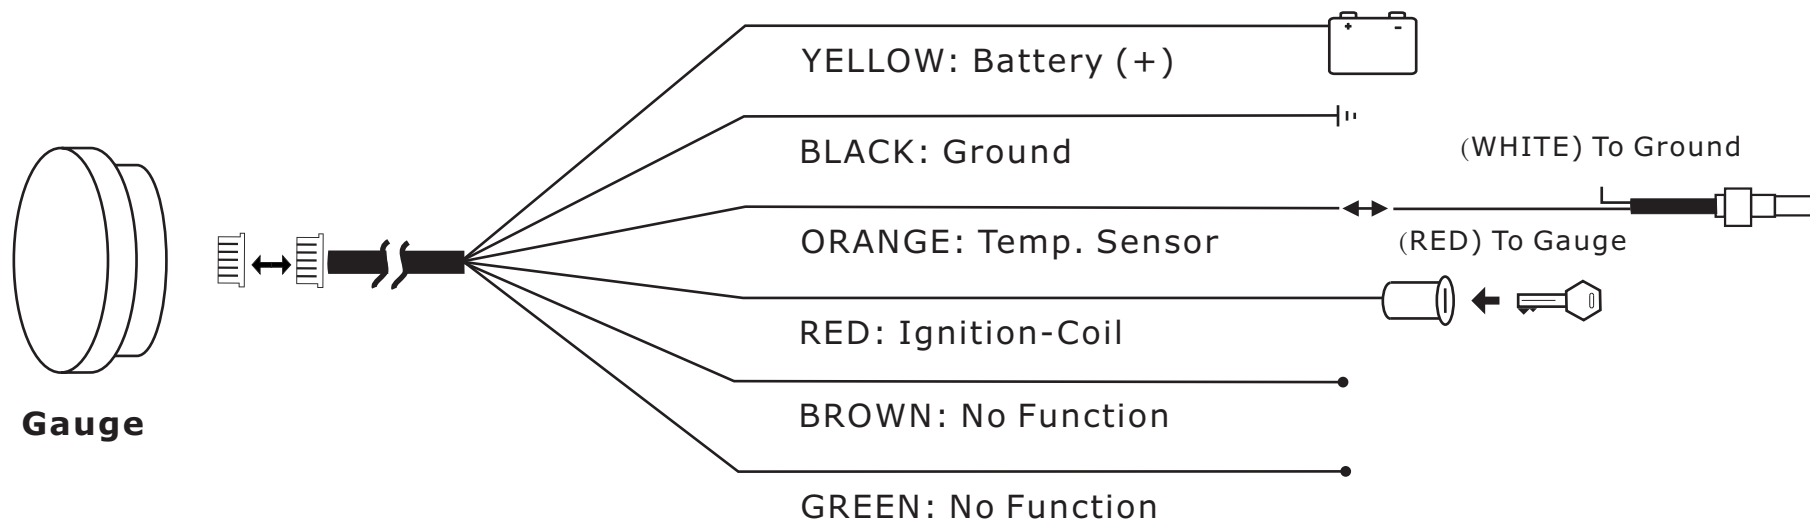 YELLOW: Battery (+)
BLACK: Ground
(WHITE) To Ground
ORANGE: Temp. Sensor
(RED) To Gauge
RED: Ignition-Coil
BROWN: No Function
Gauge
GREEN: No Function